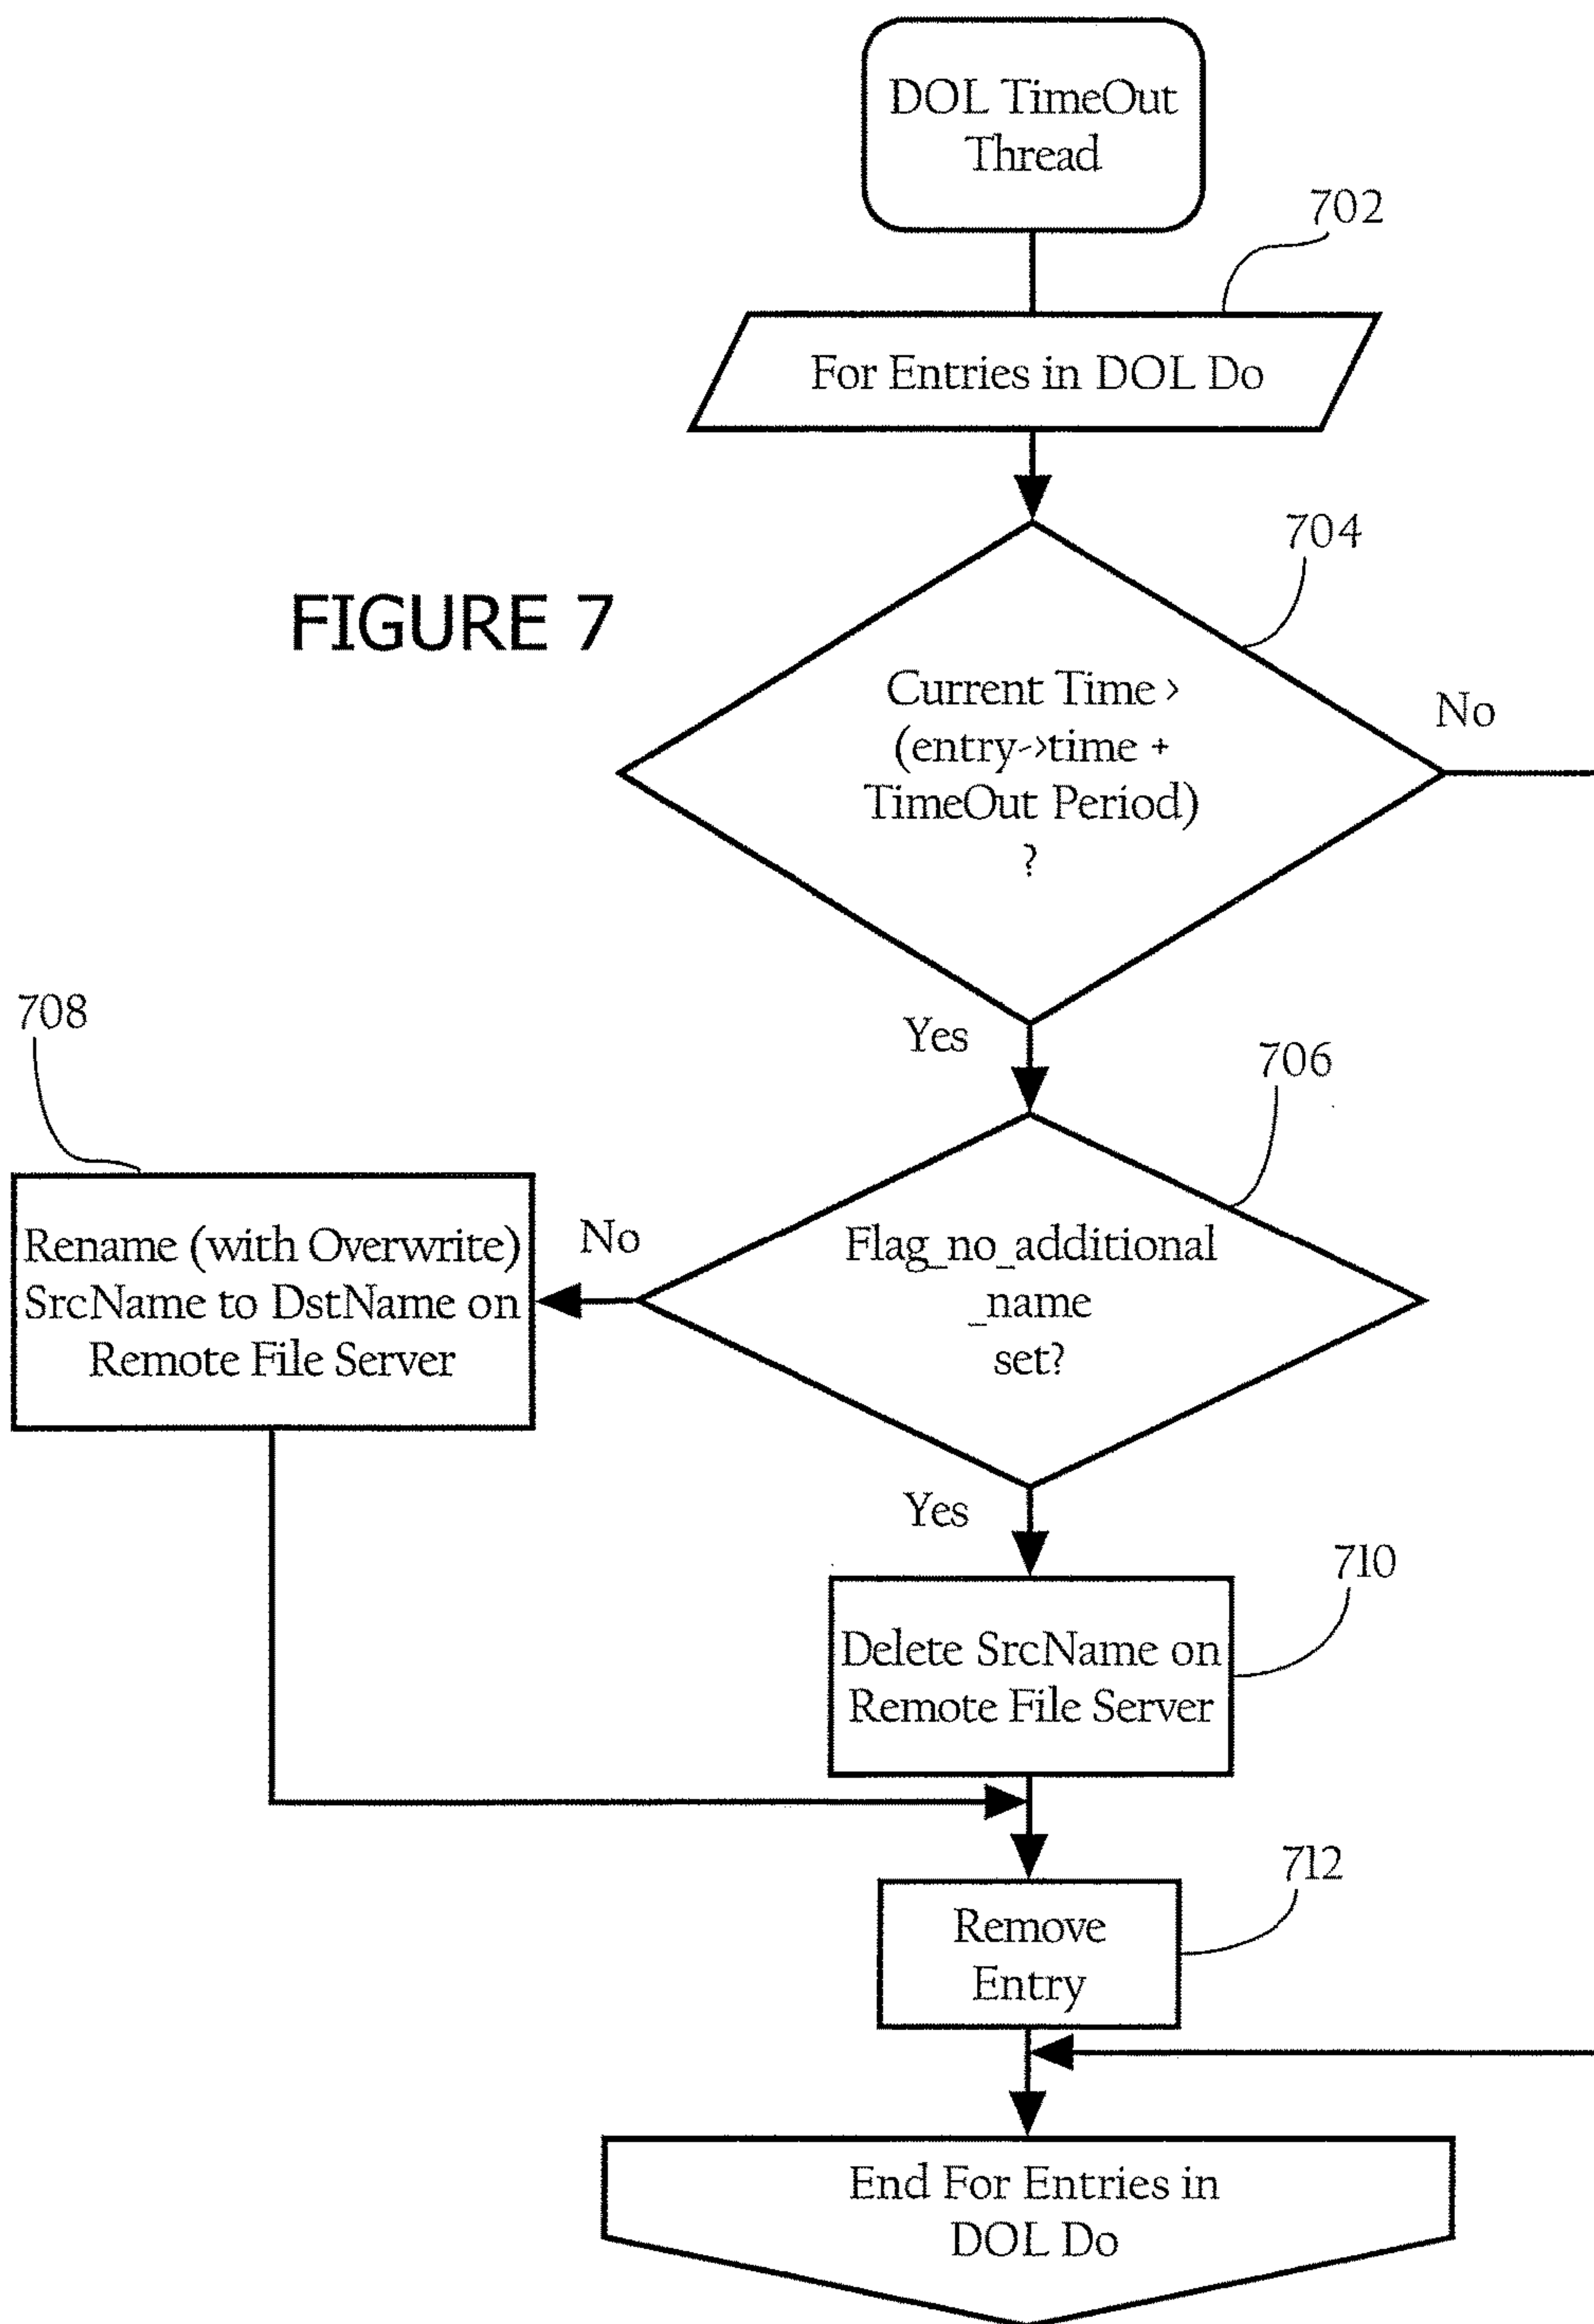 DOL TimeOut
Thread
702
For Entries in DOL Do
704
FIGURE 7
Current Time >
(entry->time +
TimeOut Period)
?
No
Yes
708
706
Rename (with Overwrite)
SrcName to DstName on
Remote File Server
No
Flag_no_additional
_name
set?
Yes
710
Delete SrcName on
Remote File Server
712
Remove
Entry
End For Entries in
DOL Do